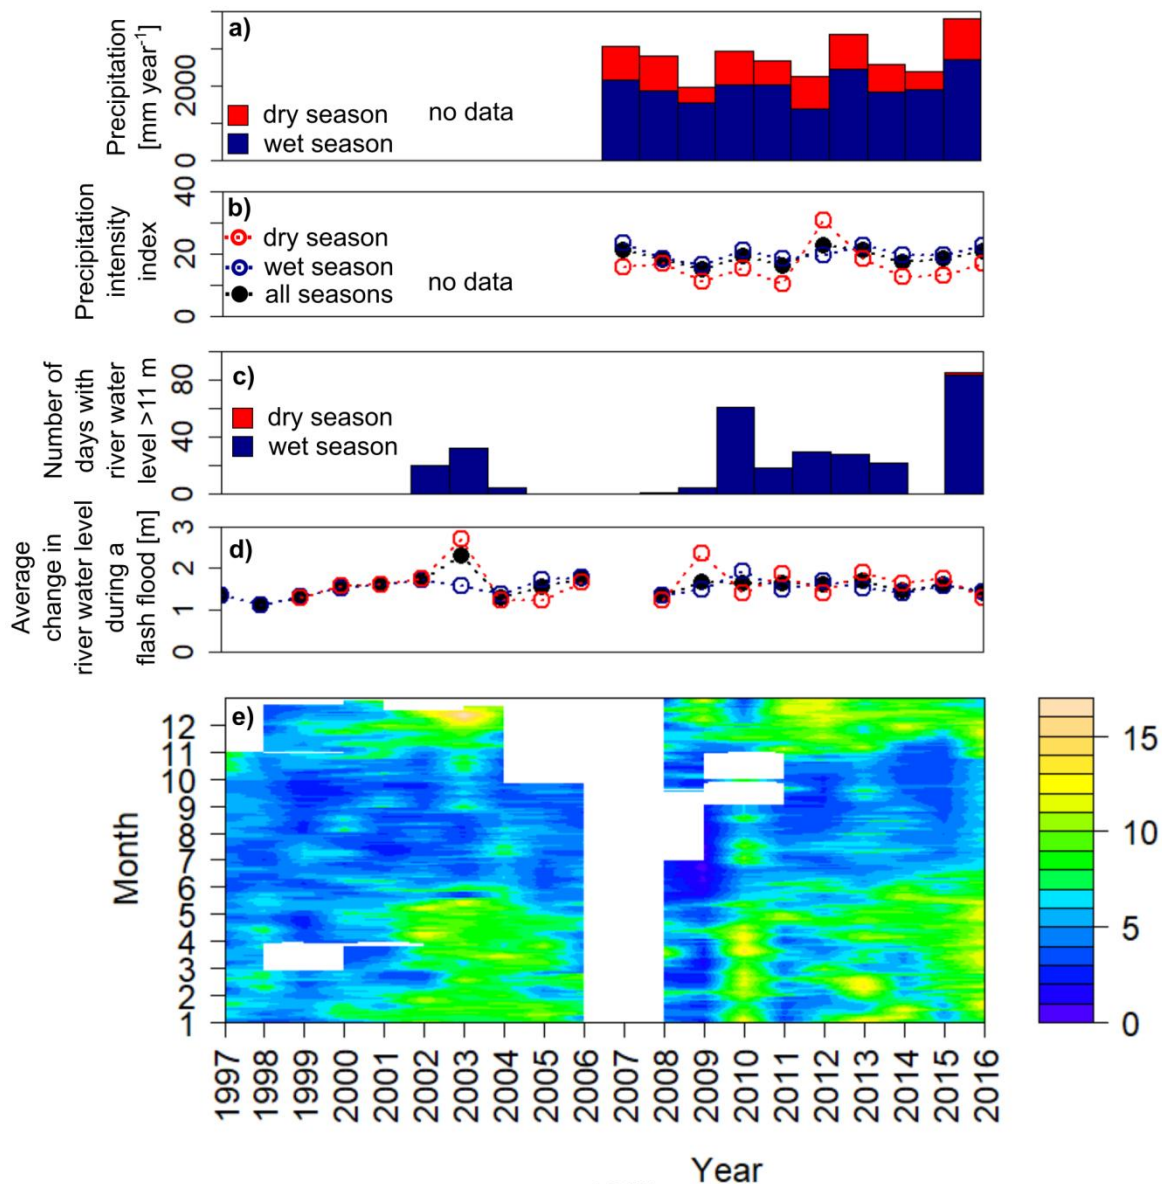 a)
Precipitation
[mm year-1]
0
2000
dry season
wet season
no data
b)
Precipitation
intensity
index
0
20
40
dry season
wet season
all seasons
no data
c)
Number of
days with
river water
level >11 m
0
40
80
dry season
wet season
d)
Average
change in
river water level
during a
flash flood [m]
0
1
2
3
e)
Month
12
11
10
9
8
7
6
5
4
3
2
1
15
10
5
0
1997
1998
1999
2000
2001
2002
2003
2004
2005
2006
2007
2008
2009
2010
2011
2012
2013
2014
2015
2016
Year